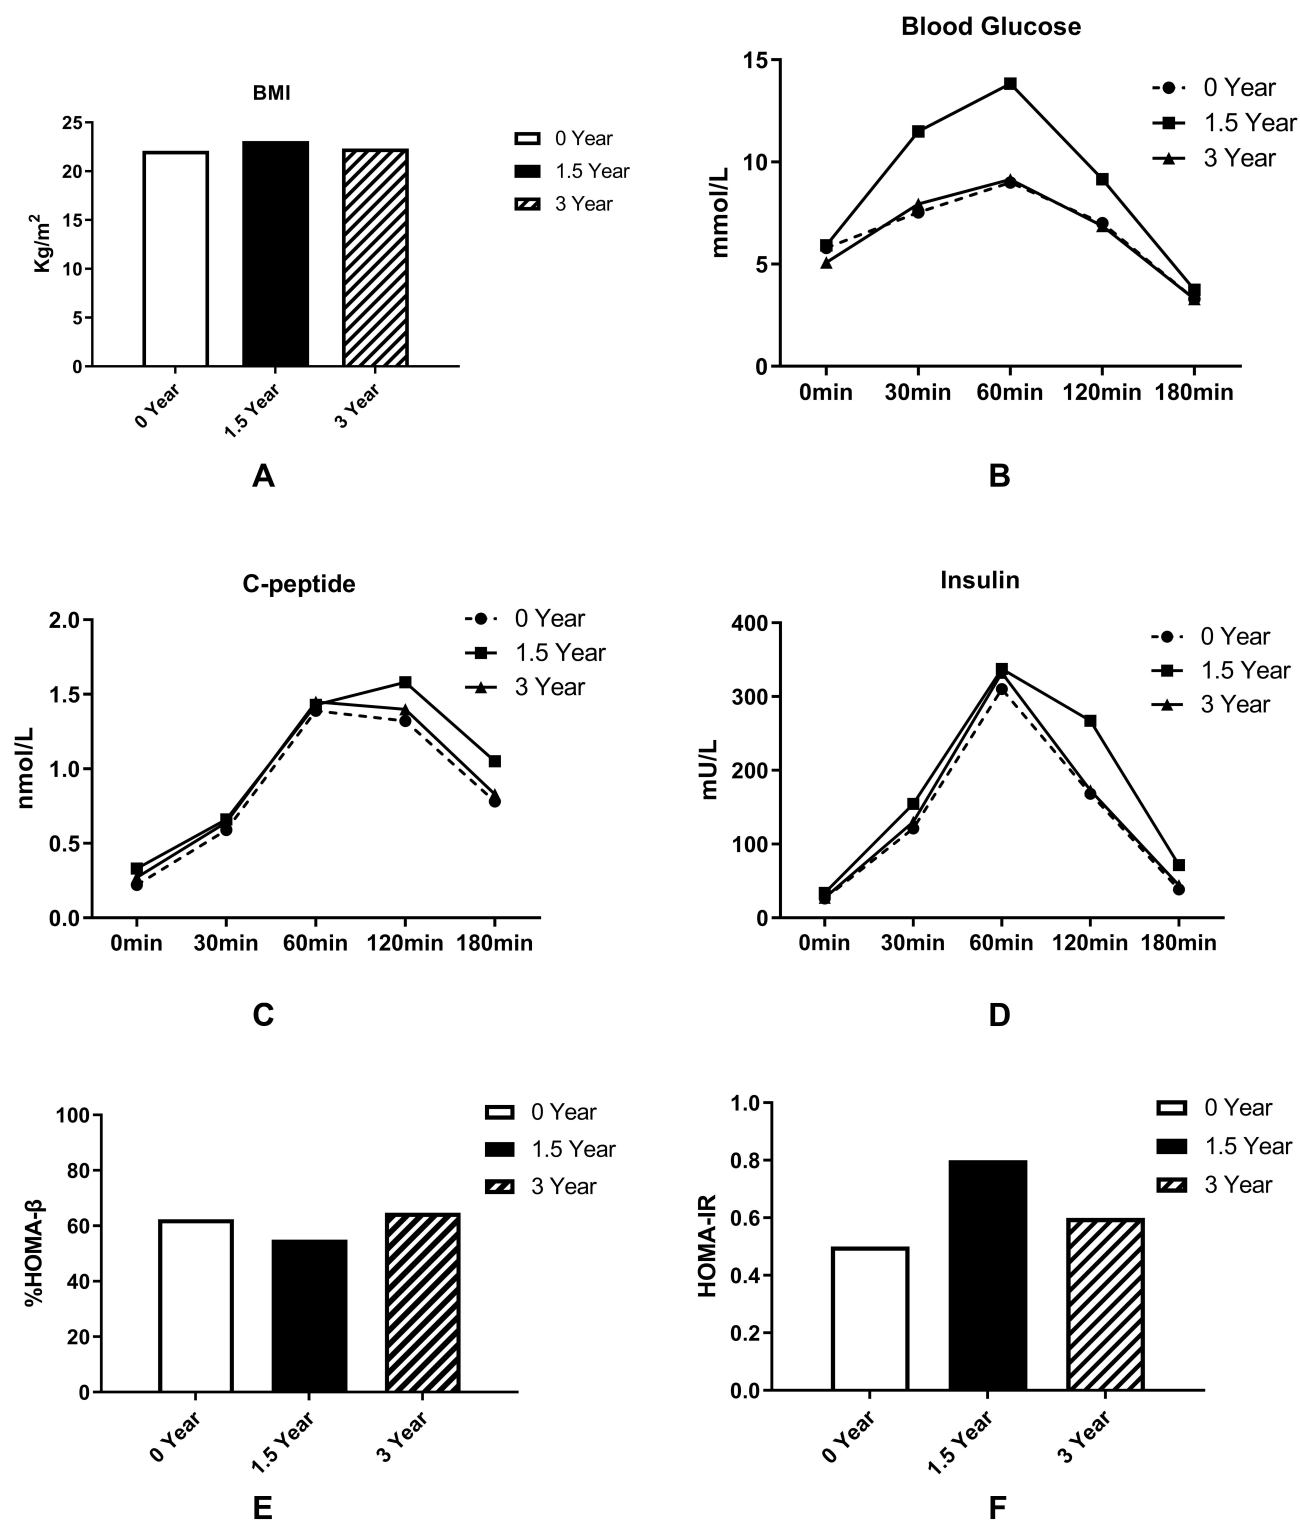 BMI
25
20
15
10
5
0
Kg/m²
0 Year
1.5 Year
3 Year
0 Year
1.5 Year
3 Year
A
Blood Glucose
15
10
5
0
mmol/L
0min 30min 60min 120min 180min
0 Year
1.5 Year
3 Year
B
C-peptide
2.0
1.5
1.0
0.5
0.0
nmol/L
0min 30min 60min 120min 180min
0 Year
1.5 Year
3 Year
C
Insulin
400
300
200
100
0
mU/L
0min 30min 60min 120min 180min
0 Year
1.5 Year
3 Year
D
100
80
60
40
20
0
%HOMA-β
0 Year
1.5 Year
3 Year
0 Year
1.5 Year
3 Year
E
1.0
0.8
0.6
0.4
0.2
0.0
HOMA-IR
0 Year
1.5 Year
3 Year
0 Year
1.5 Year
3 Year
F